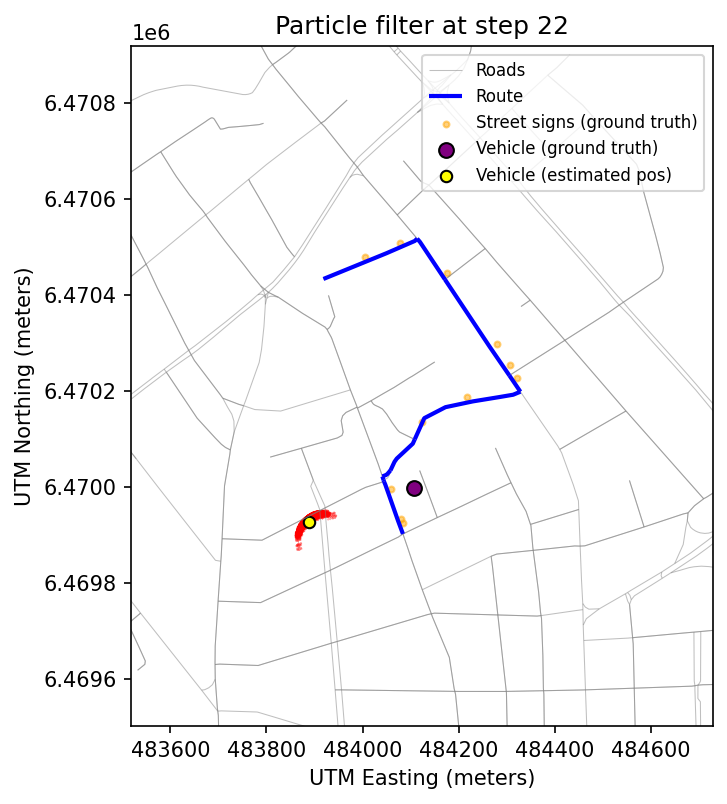 Particle filter at step 22
1e6
Roads
Route
Street signs (ground truth)
Vehicle (ground truth)
Vehicle (estimated pos)
6.4708
6.4706
6.4704
6.4702
6.4700
6.4698
6.4696
UTM Northing (meters)
483600 483800 484000 484200 484400 484600
UTM Easting (meters)